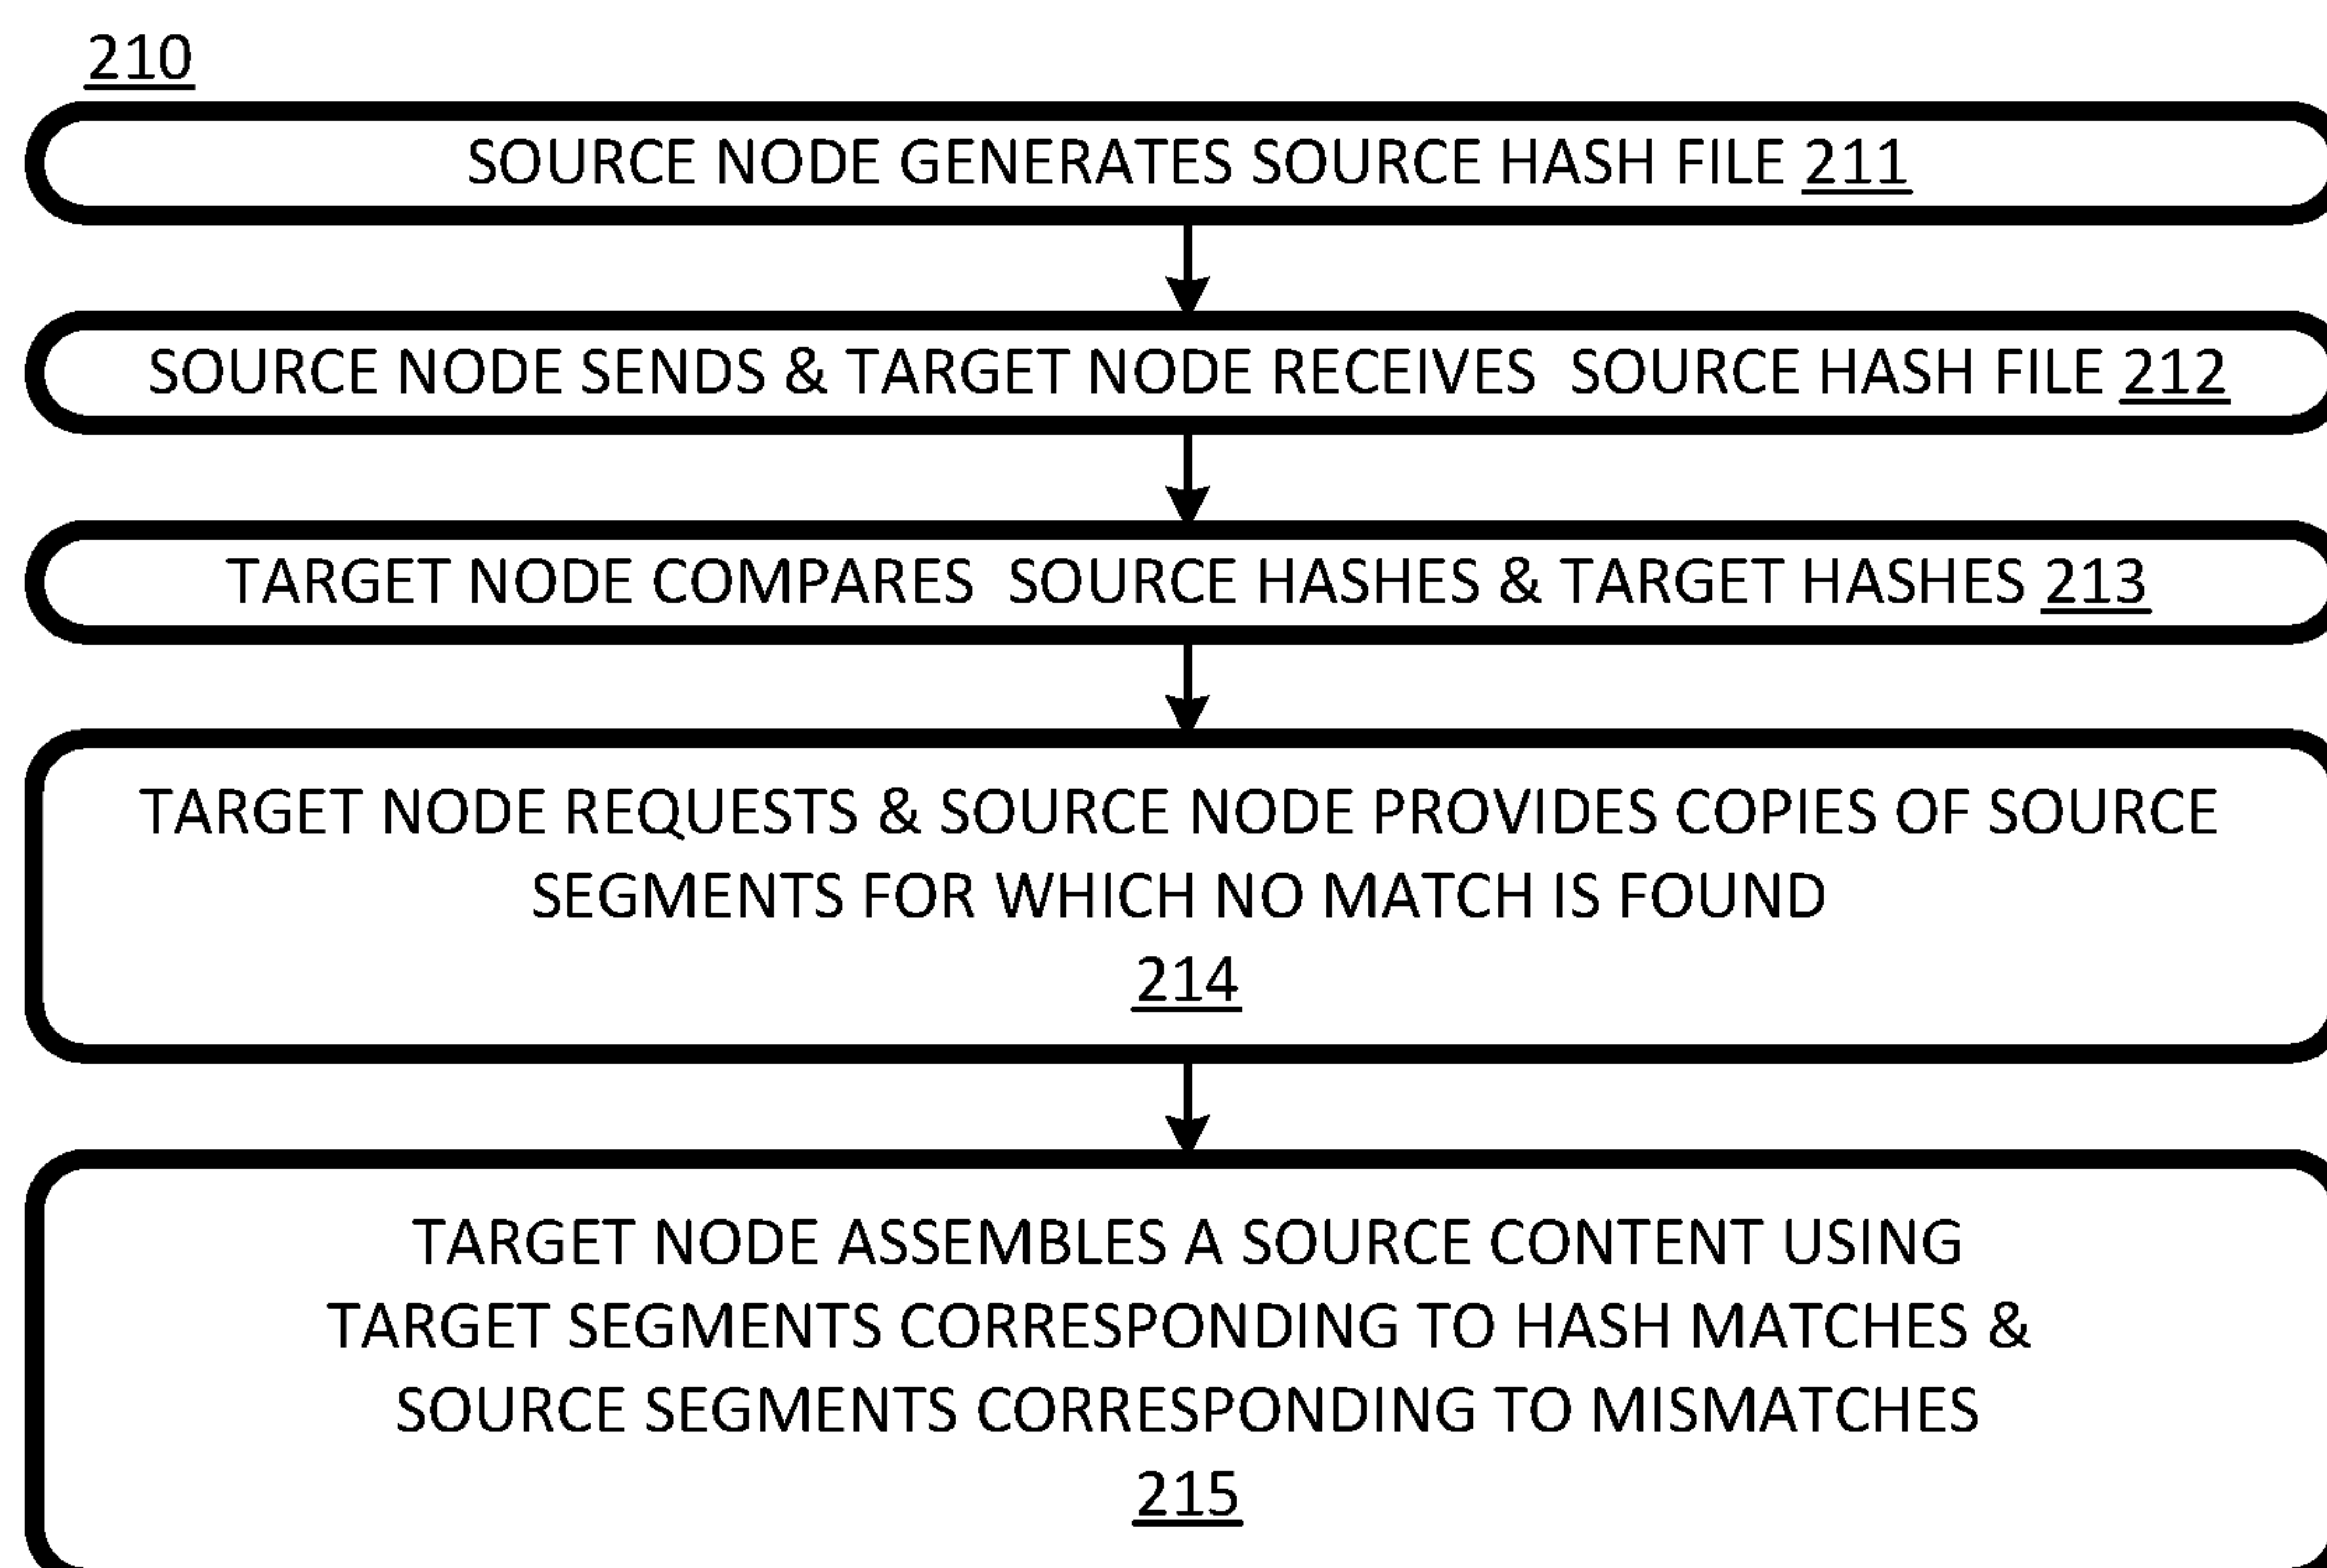 210
SOURCE NODE GENERATES SOURCE HASH FILE 211
SOURCE NODE SENDS & TARGET NODE RECEIVES SOURCE HASH FILE 212
TARGET NODE COMPARES SOURCE HASHES & TARGET HASHES 213
TARGET NODE REQUESTS & SOURCE NODE PROVIDES COPIES OF SOURCE
SEGMENTS FOR WHICH NO MATCH IS FOUND
214
TARGET NODE ASSEMBLES A SOURCE CONTENT USING
TARGET SEGMENTS CORRESPONDING TO HASH MATCHES &
SOURCE SEGMENTS CORRESPONDING TO MISMATCHES
215